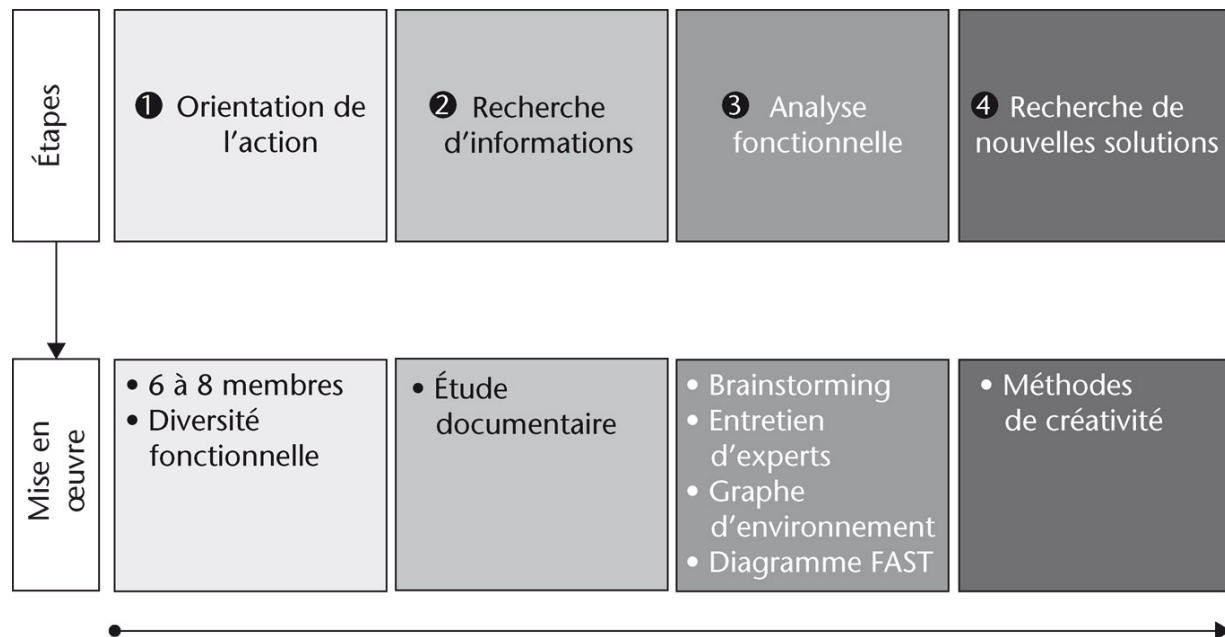 Étapes
❶ Orientation de
l’action
❷ Recherche
d’informations
❸ Analyse
fonctionnelle
❹ Recherche de
nouvelles solutions
Mise en
œuvre
• 6 à 8 membres
• Diversité
fonctionnelle
• Étude
documentaire
• Brainstorming
• Entretien
d’experts
• Graphe
d’environnement
• Diagramme FAST
• Méthodes
de créativité